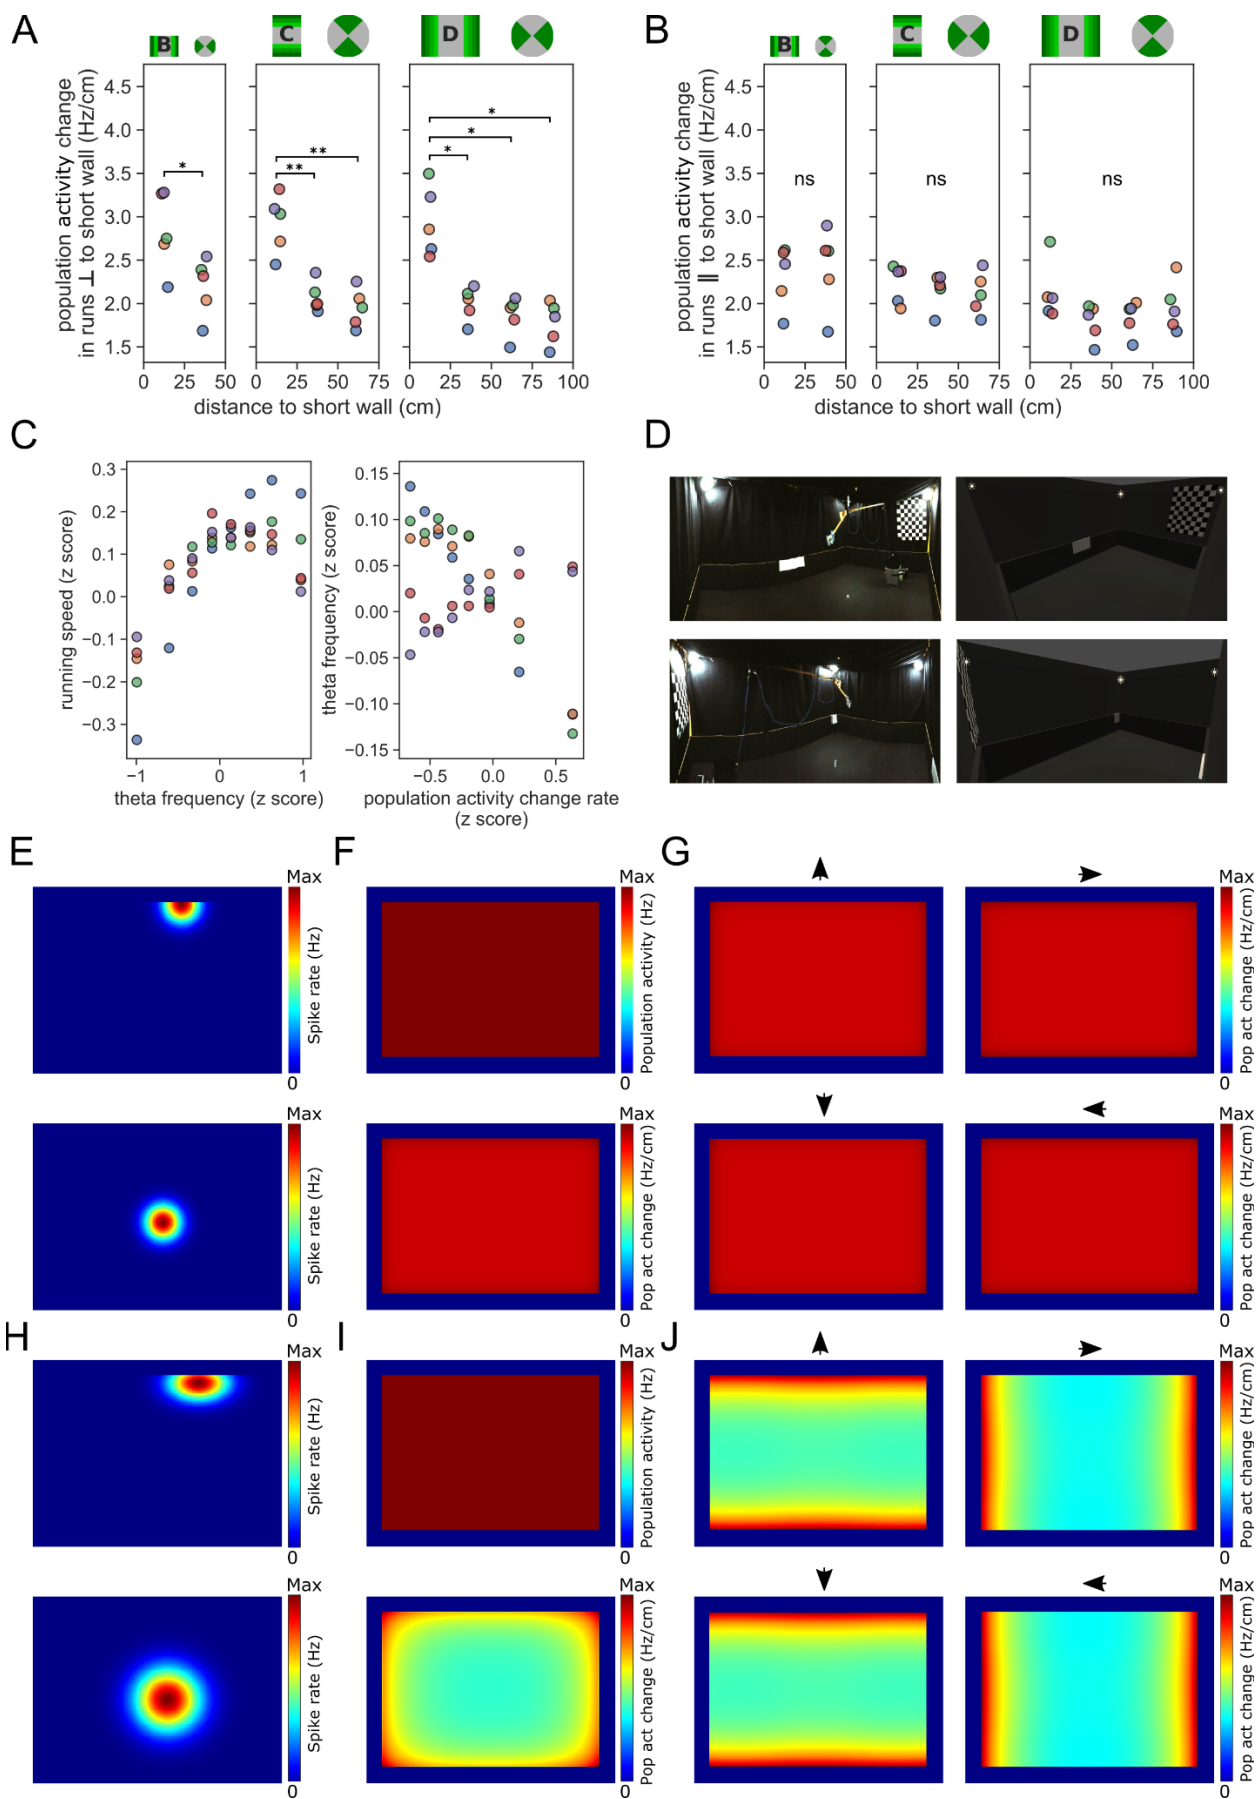 A
B
B
C
D
B
C
D
population activity change
in runs ⊥ to short wall (Hz/cm)
4.5
4.0
3.5
3.0
2.5
2.0
1.5
*
**
**
*
*
*
0
25
50
0
25
50
75
0
25
50
75
100
distance to short wall (cm)
population activity change
in runs ∥ to short wall (Hz/cm)
4.5
4.0
3.5
3.0
2.5
2.0
1.5
ns
ns
ns
0
25
50
0
25
50
75
0
25
50
75
100
distance to short wall (cm)
C
D
running speed (z score)
0.3
0.2
0.1
0.0
−0.1
−0.2
−0.3
−1
0
1
theta frequency (z score)
theta frequency (z score)
0.15
0.10
0.05
0.00
−0.05
−0.10
−0.15
−0.5
0.0
0.5
population activity change rate
(z score)
E
F
G
Max
Spike rate (Hz)
0
Max
Population activity (Hz)
0
Max
Pop act change (Hz/cm)
0
Max
Spike rate (Hz)
0
Max
Pop act change (Hz/cm)
0
Max
Pop act change (Hz/cm)
0
H
I
J
Max
Spike rate (Hz)
0
Max
Population activity (Hz)
0
Max
Pop act change (Hz/cm)
0
Max
Spike rate (Hz)
0
Max
Pop act change (Hz/cm)
0
Max
Pop act change (Hz/cm)
0